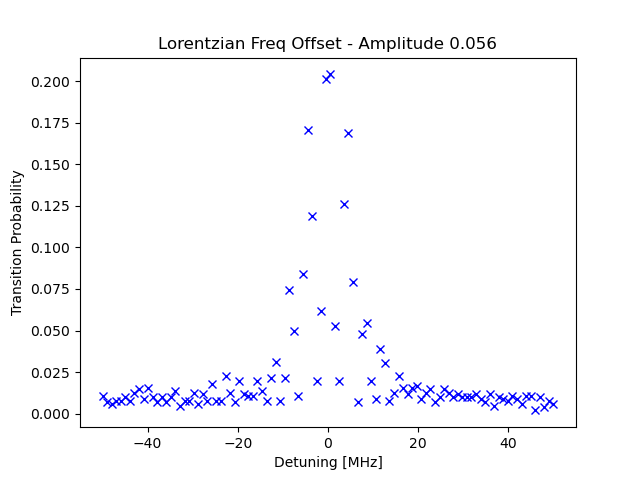 Lorentzian Freq Offset - Amplitude 0.056
Transition Probability
0.200
0.175
0.150
0.125
0.100
0.075
0.050
0.025
0.000
−40 −20 0 20 40
Detuning [MHz]